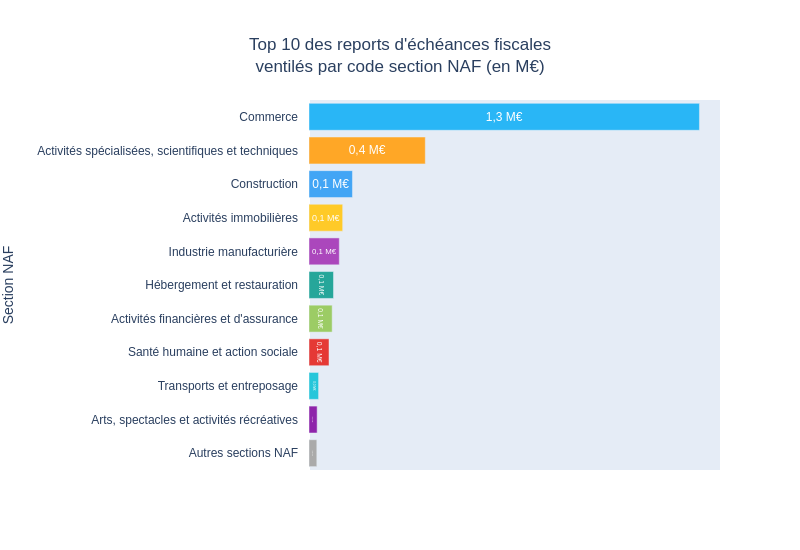 Top 10 des reports d'échéances fiscales
ventilés par code section NAF (en M€)
Section NAF
Commerce 1,3 M€
Activités spécialisées, scientifiques et techniques 0,4 M€
Construction 0,1 M€
Activités immobilières 0,1 M€
Industrie manufacturière 0,1 M€
Hébergement et restauration 0,1 M€
Activités financières et d'assurance 0,1 M€
Santé humaine et action sociale 0,1 M€
Transports et entreposage
Arts, spectacles et activités récréatives
Autres sections NAF